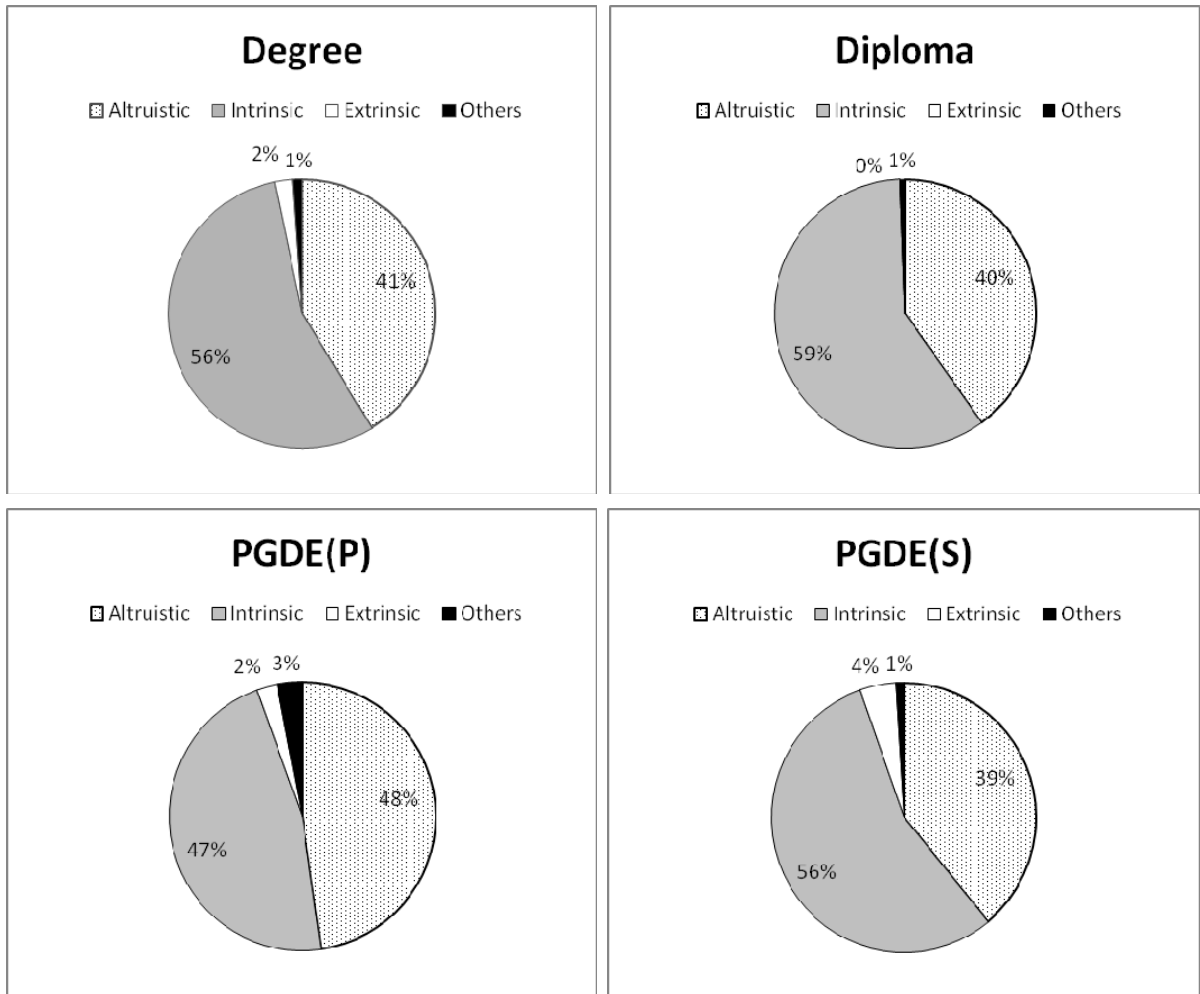 Degree
Altruistic Intrinsic Extrinsic Others
2% 1%
41%
56%
Diploma
Altruistic Intrinsic Extrinsic Others
0% 1%
40%
59%
PGDE(P)
Altruistic Intrinsic Extrinsic Others
2% 3%
48%
47%
PGDE(S)
Altruistic Intrinsic Extrinsic Others
4% 1%
39%
56%